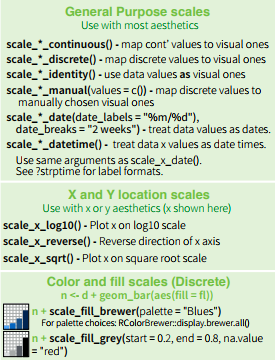 General Purpose scales
Use with most aesthetics
scale_*_continuous() - map cont' values to visual ones
scale_*_discrete() - map discrete values to visual ones
scale_*_identity() - use data values as visual ones
scale_*_manual(values = c()) - map discrete values to
manually chosen visual ones
scale_*_date(date_labels = "%m/%d"),
date_breaks = "2 weeks") - treat data values as dates.
scale_*_datetime() - treat data x values as date times.
Use same arguments as scale_x_date().
See ?strptime for label formats.
X and Y location scales
Use with x or y aesthetics (x shown here)
scale_x_log10() - Plot x on log10 scale
scale_x_reverse() - Reverse direction of x axis
scale_x_sqrt() - Plot x on square root scale
Color and fill scales (Discrete)
n <- d + geom_bar(aes(fill = fl))
n + scale_fill_brewer(palette = "Blues")
For palette choices: RColorBrewer::display.brewer.all()
n + scale_fill_grey(start = 0.2, end = 0.8, na.value
= "red")